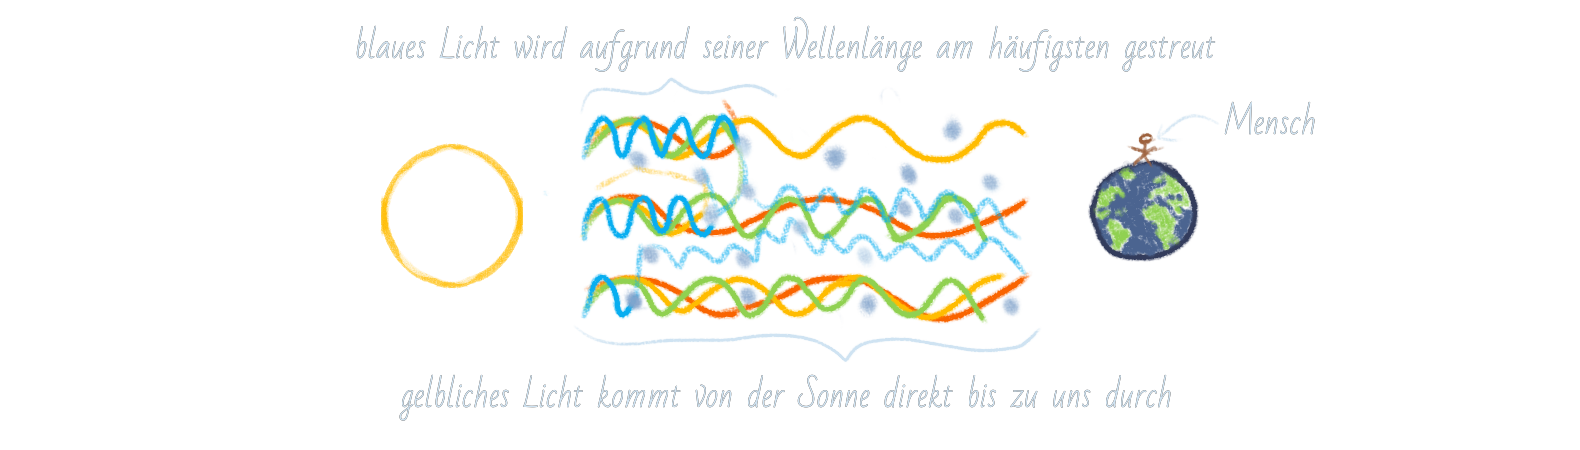 blaues Licht wird aufgrund seiner Wellenlänge am häufigsten gestreut
Mensch
gelbliches Licht kommt von der Sonne direkt bis zu uns durch